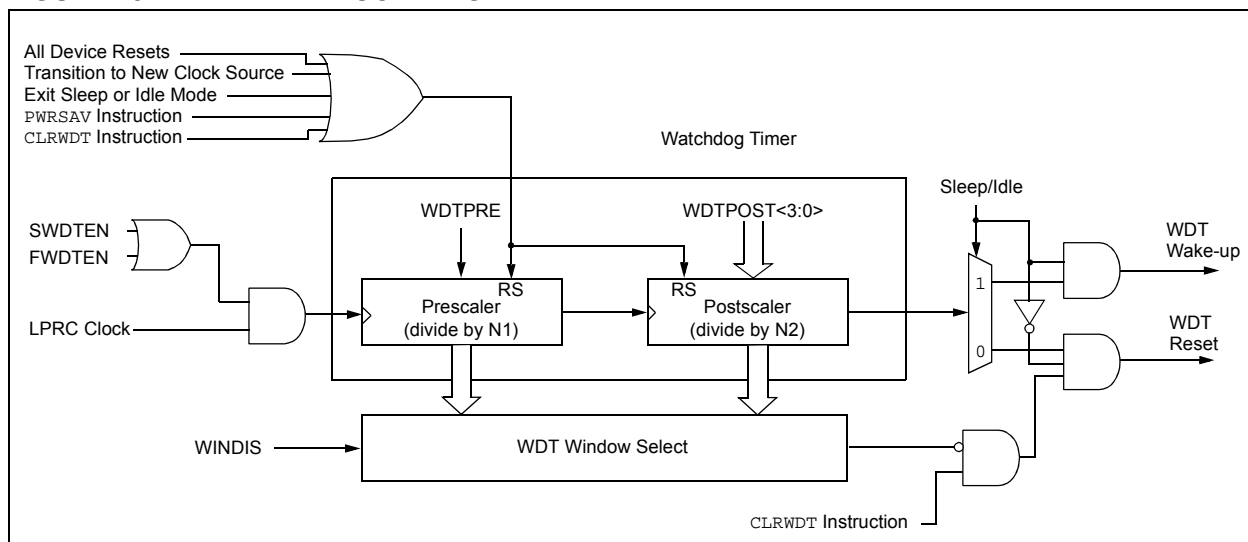 All Device Resets
Transition to New Clock Source
Exit Sleep or Idle Mode
PWRSAV Instruction
CLRWDT Instruction
Watchdog Timer
Sleep/Idle
WDTPRE
WDTPOST<3:0>
SWDTEN
FWDTEN
WDT
Wake-up
RS
RS
1
Prescaler
(divide by N1)
Postscaler
(divide by N2)
LPRC Clock
0
WDT
Reset
WINDIS
WDT Window Select
CLRWDT Instruction